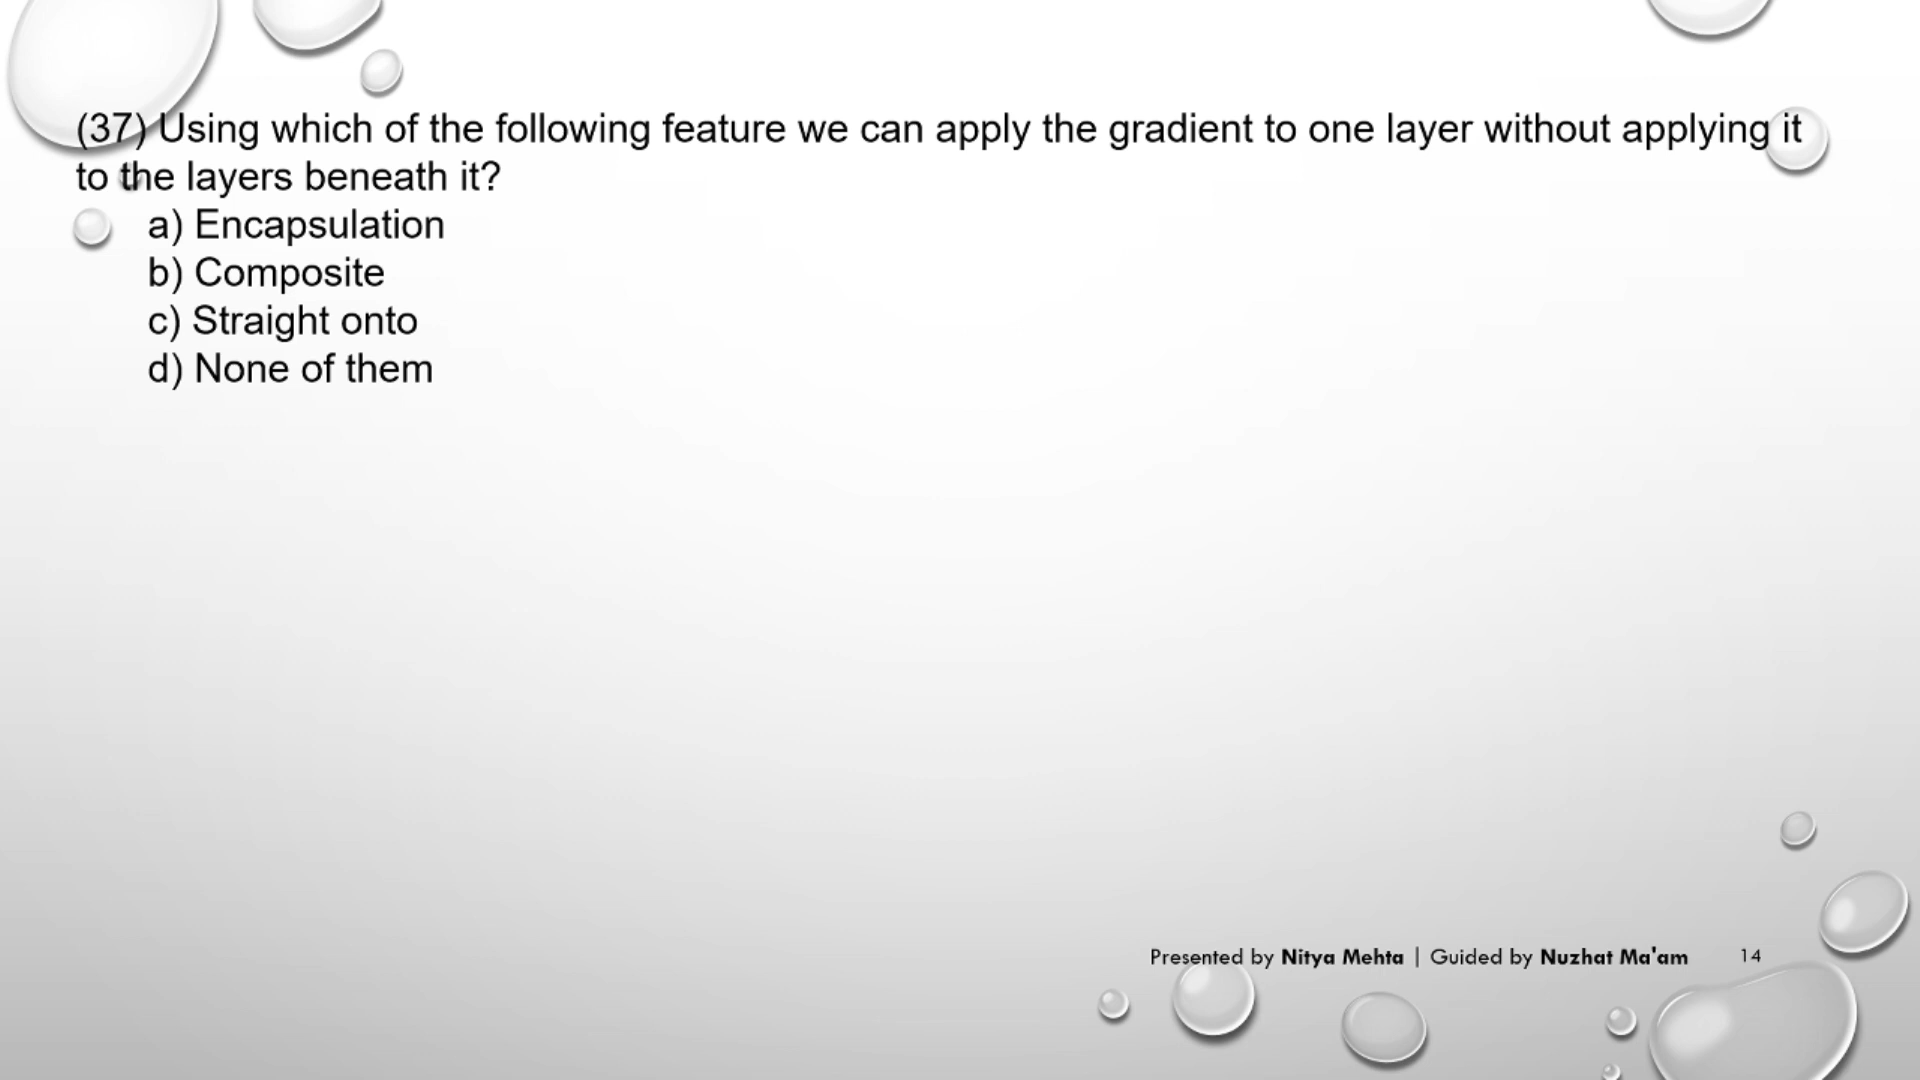 (37) Using which of the following feature we can apply the gradient to one layer without applying it
to the layers beneath it?
a) Encapsulation
b) Composite
c) Straight onto
d) None of them
Presented by Nitya Mehta | Guided by Nuzhat Ma'am 14